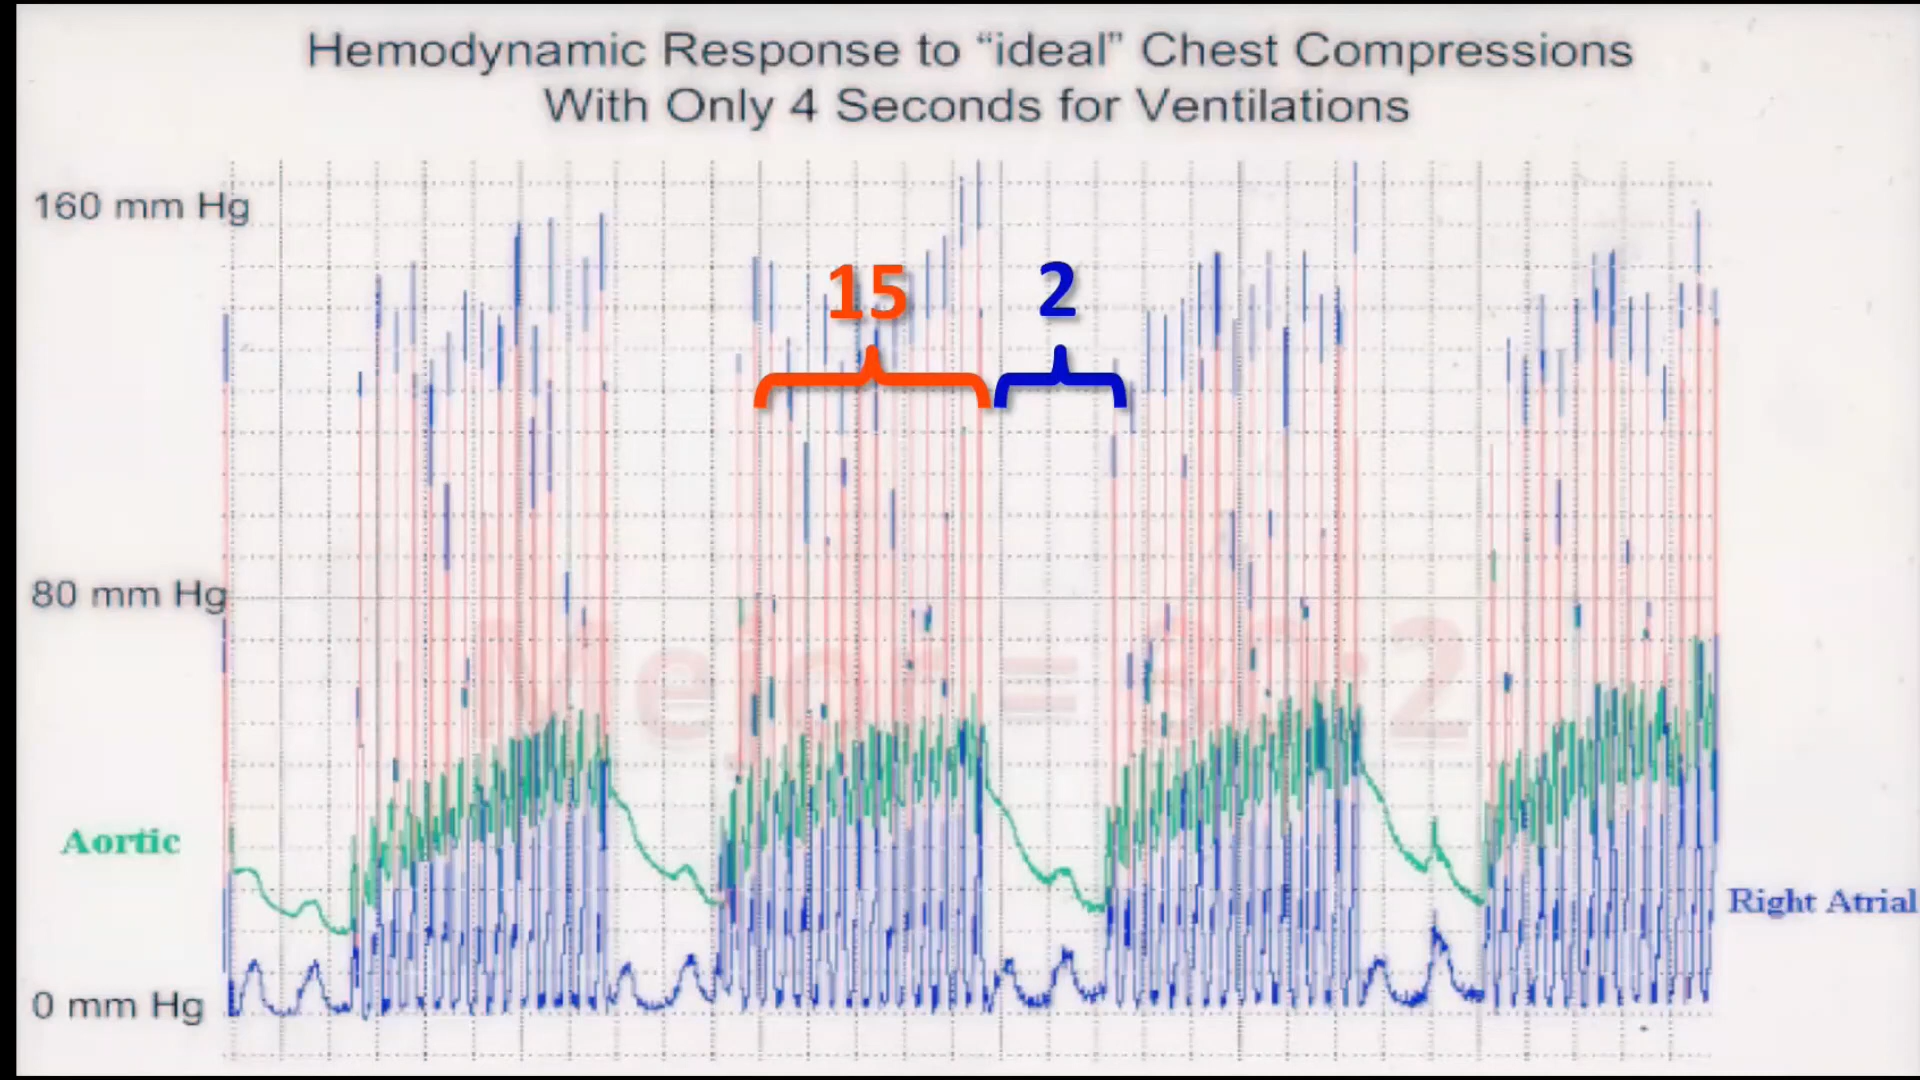 Hemodynamic Response to “ideal” Chest Compressions
With Only 4 Seconds for Ventilations
160 mm Hg
15
2
80 mm Hg
Mejor =
Aortic
Right Atrial
0 mm Hg